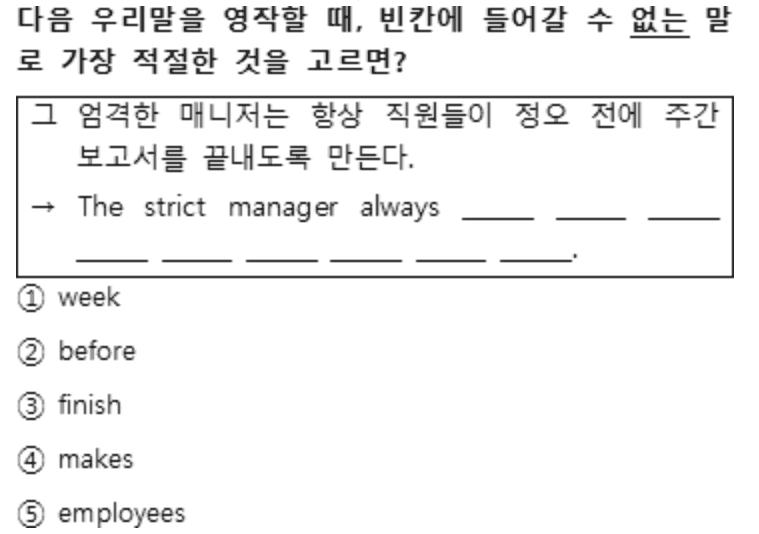 다음 우리말을 영작할 때, 빈칸에 들어갈 수 없는 말
로 가장 적절한 것을 고르면?
그 엄격한 매니저는 항상 직원들이 정오 전에 주간
보고서를 끝내도록 만든다.
→ The strict manager always _____ _____ _____
_____ _____ _____ _____ _____ _____.
① week
② before
③ finish
④ makes
⑤ employees